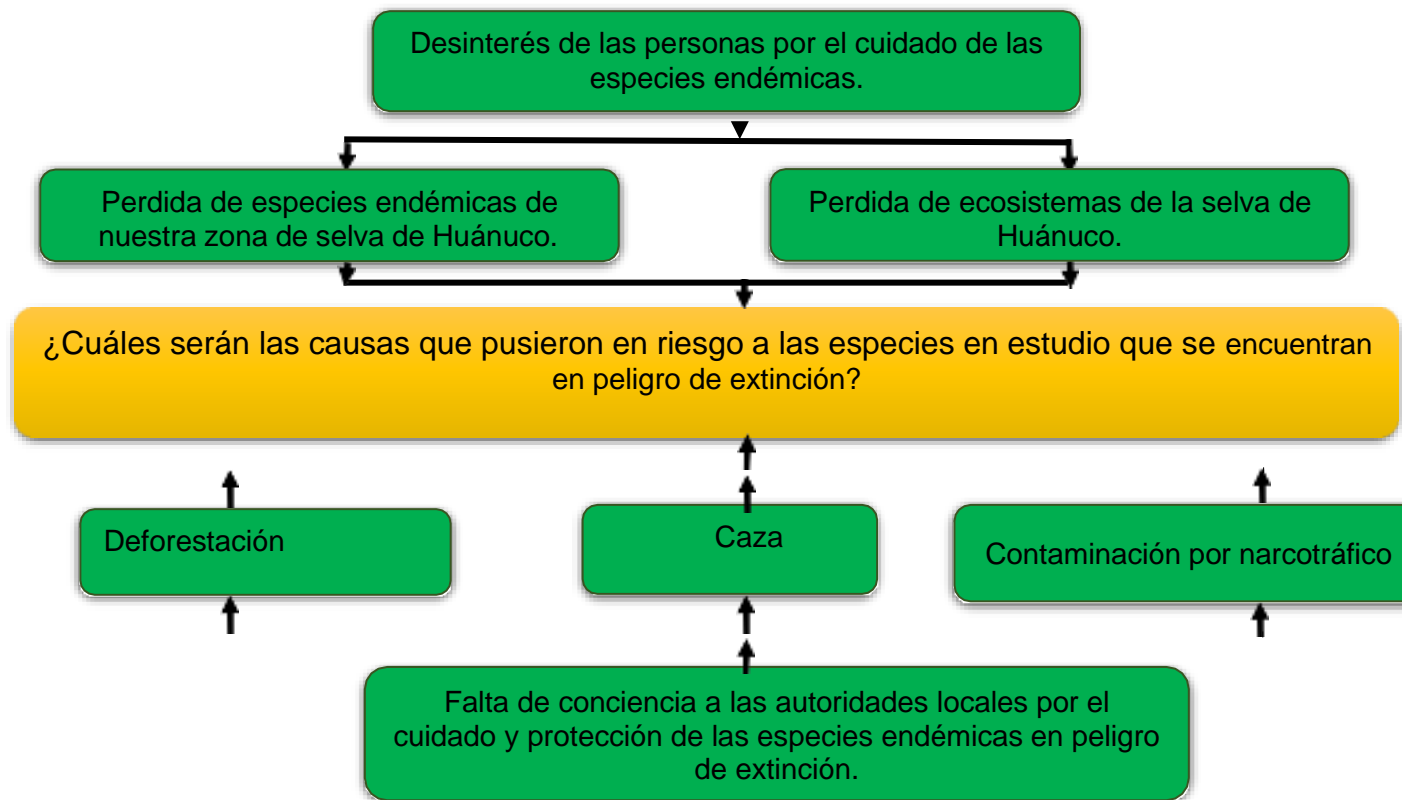 Desinterés de las personas por el cuidado de las
especies endémicas.
Perdida de especies endémicas de
nuestra zona de selva de Huánuco.
Perdida de ecosistemas de la selva de
Huánuco.
¿Cuáles serán las causas que pusieron en riesgo a las especies en estudio que se encuentran
en peligro de extinción?
Deforestación
Caza
Contaminación por narcotráfico
Falta de conciencia a las autoridades locales por el
cuidado y protección de las especies endémicas en peligro
de extinción.